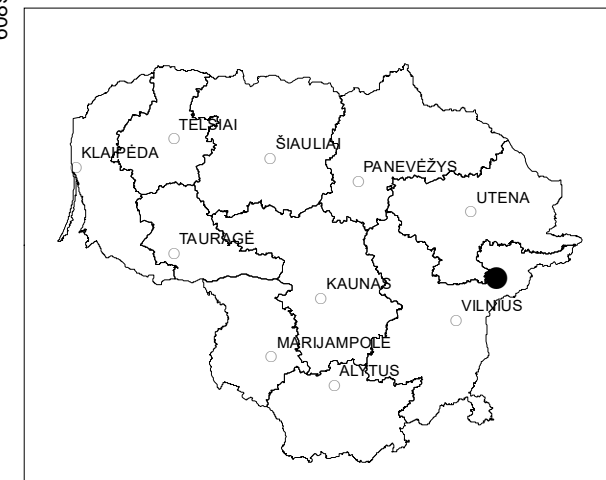 TELŠIAI
ŠIAULIAI
KLAIPĖDA
PANEVĖŽYS
UTENA
TAURAGĖ
KAUNAS
VILNIUS
MARIJAMPOLĖ
ALYTUS